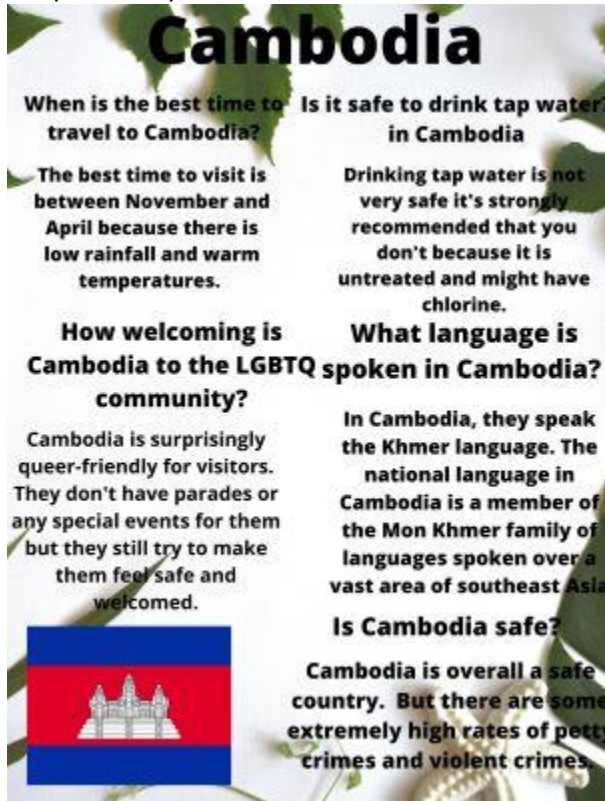 Cambodia
When is the best time to
travel to Cambodia?
The best time to visit is
between November and
April because there is
low rainfall and warm
temperatures.
Is it safe to drink tap water?
in Cambodia
Drinking tap water is not
very safe it's strongly
recommended that you
don't because it is
untreated and might have
chlorine.
How welcoming is
Cambodia to the LGBTQ
community?
Cambodia is surprisingly
queer-friendly for visitors.
They don't have parades or
any special events for them
but they still try to make
them feel safe and
welcomed.
What language is
spoken in Cambodia?
In Cambodia, they speak
the Khmer language. The
national language in
Cambodia is a member of
the Mon Khmer family of
languages spoken over a
vast area of southeast Asia
Is Cambodia safe?
Cambodia is overall a safe
country. But there are some
extremely high rates of petty
crimes and violent crimes.